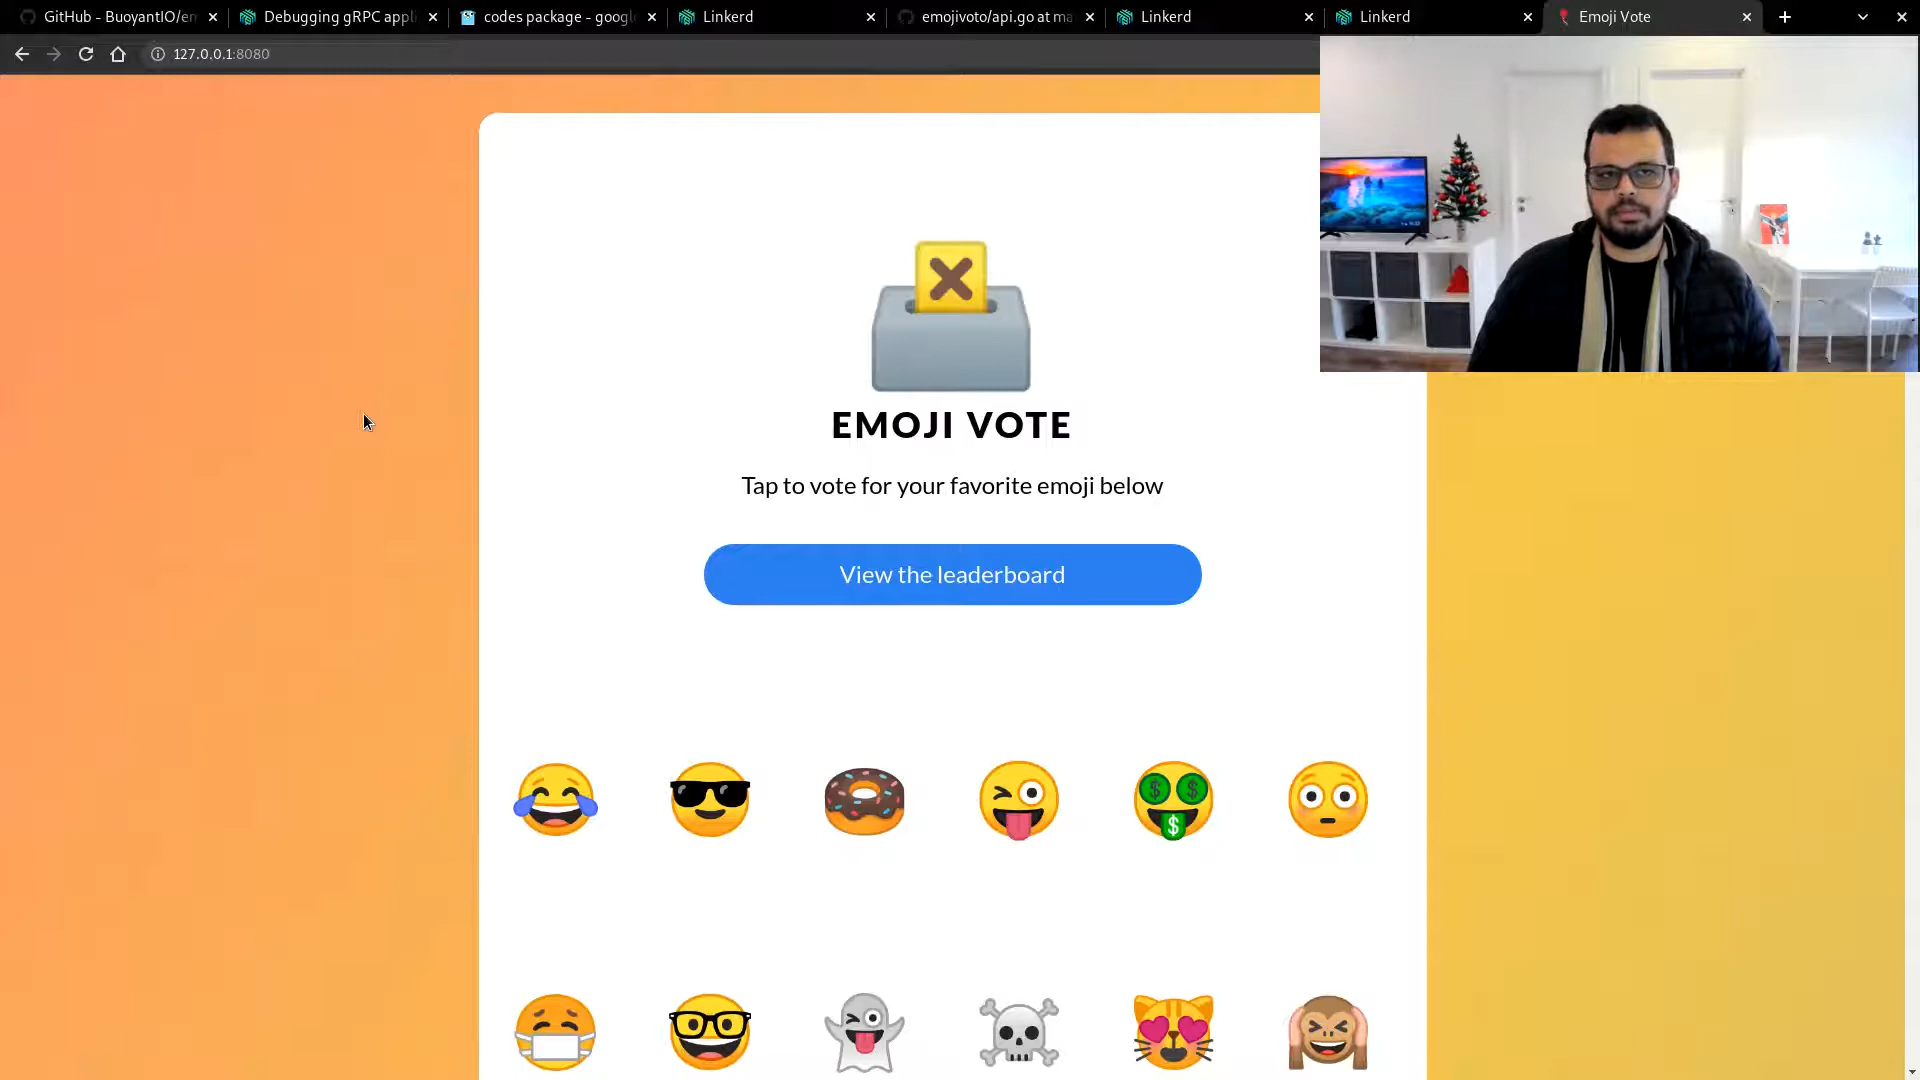 GitHub - BuoyantIO/em
Debugging gRPC appli
codes package - googl
Linkerd
emojivoto/api.go at ma
Linkerd
Linkerd
Emoji Vote
127.0.0.1:8080
EMOJI VOTE
Tap to vote for your favorite emoji below
View the leaderboard